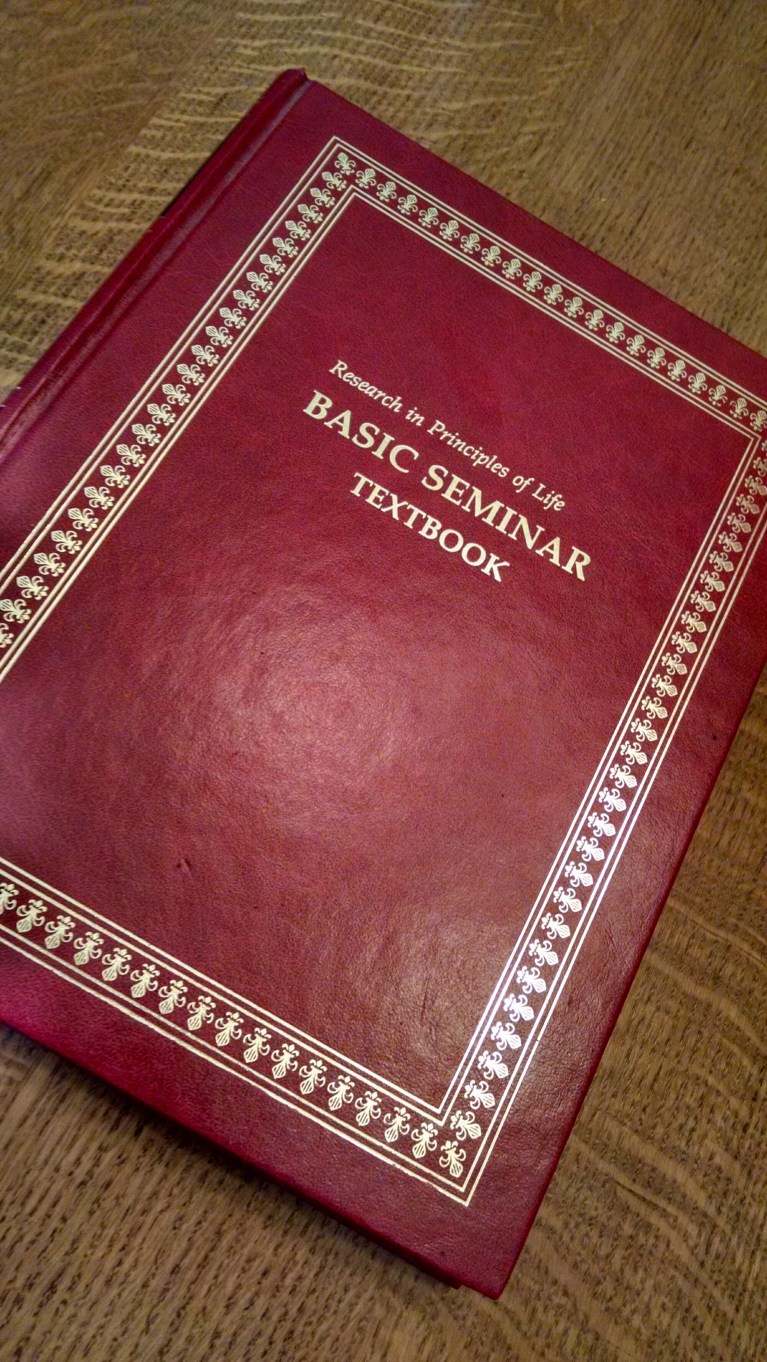 Research in Principles of Life
BASIC SEMINAR
TEXTBOOK